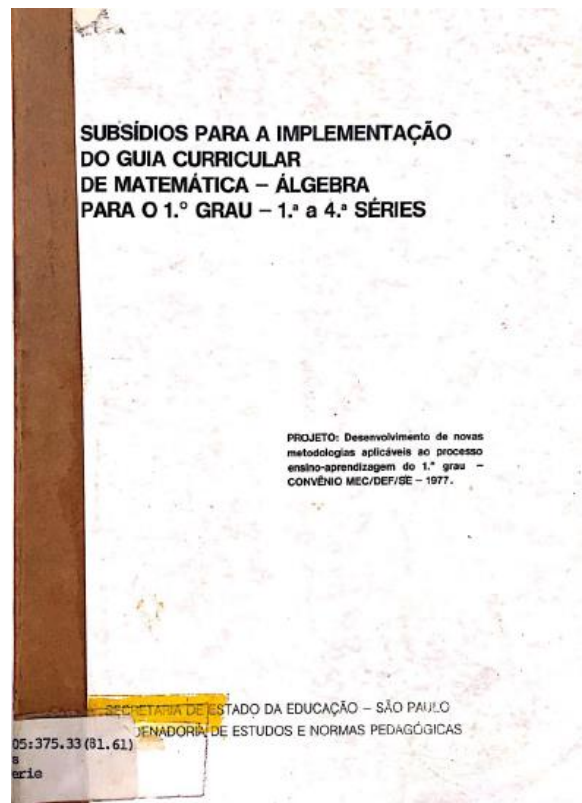 SUBSÍDIOS PARA A IMPLEMENTAÇÃO
DO GUIA CURRICULAR
DE MATEMÁTICA – ÁLGEBRA
PARA O 1.º GRAU – 1.ª a 4.ª SÉRIES
PROJETO: Desenvolvimento de novas
metodologias aplicáveis ao processo
ensino-aprendizagem do 1.º grau –
CONVÊNIO MEC/DEF/SE – 1977.
SECRETARIA DE ESTADO DA EDUCAÇÃO – SÃO PAULO
DENADORIA DE ESTUDOS E NORMAS PEDAGÓGICAS
05:375.33(81.61)
s
erie